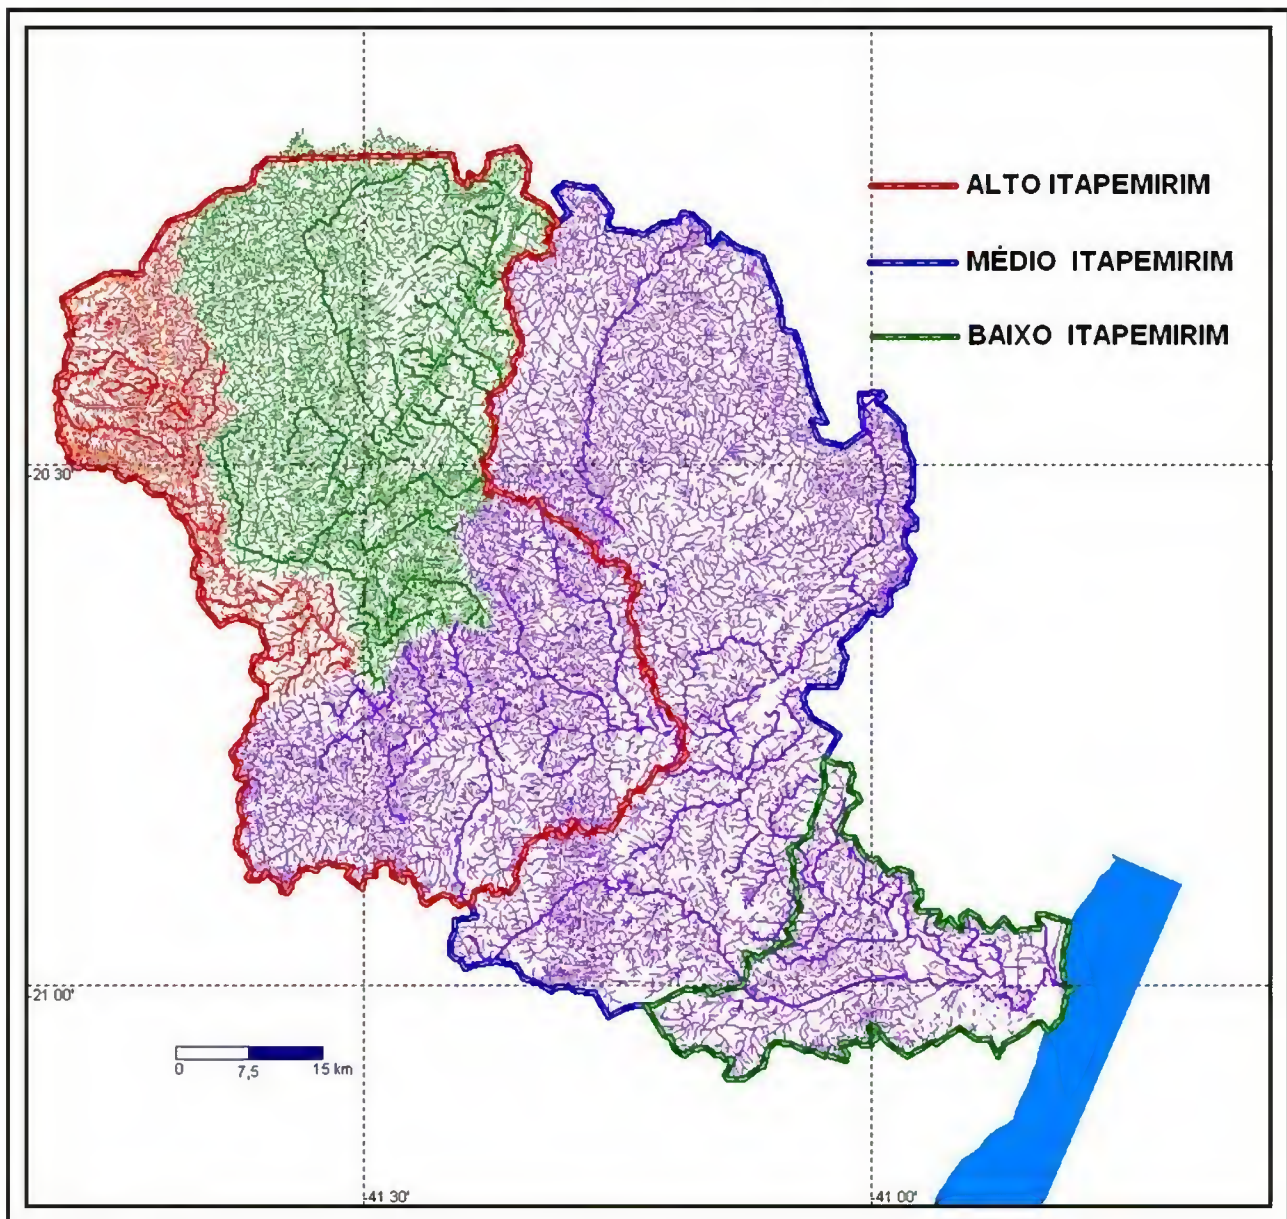 ALTO ITAPEMIRIM
MÉDIO ITAPEMIRIM
BAIXO ITAPEMIRIM
-20 30'
-21 00'
0 7,5 15 km
-41 30'
-41 00'